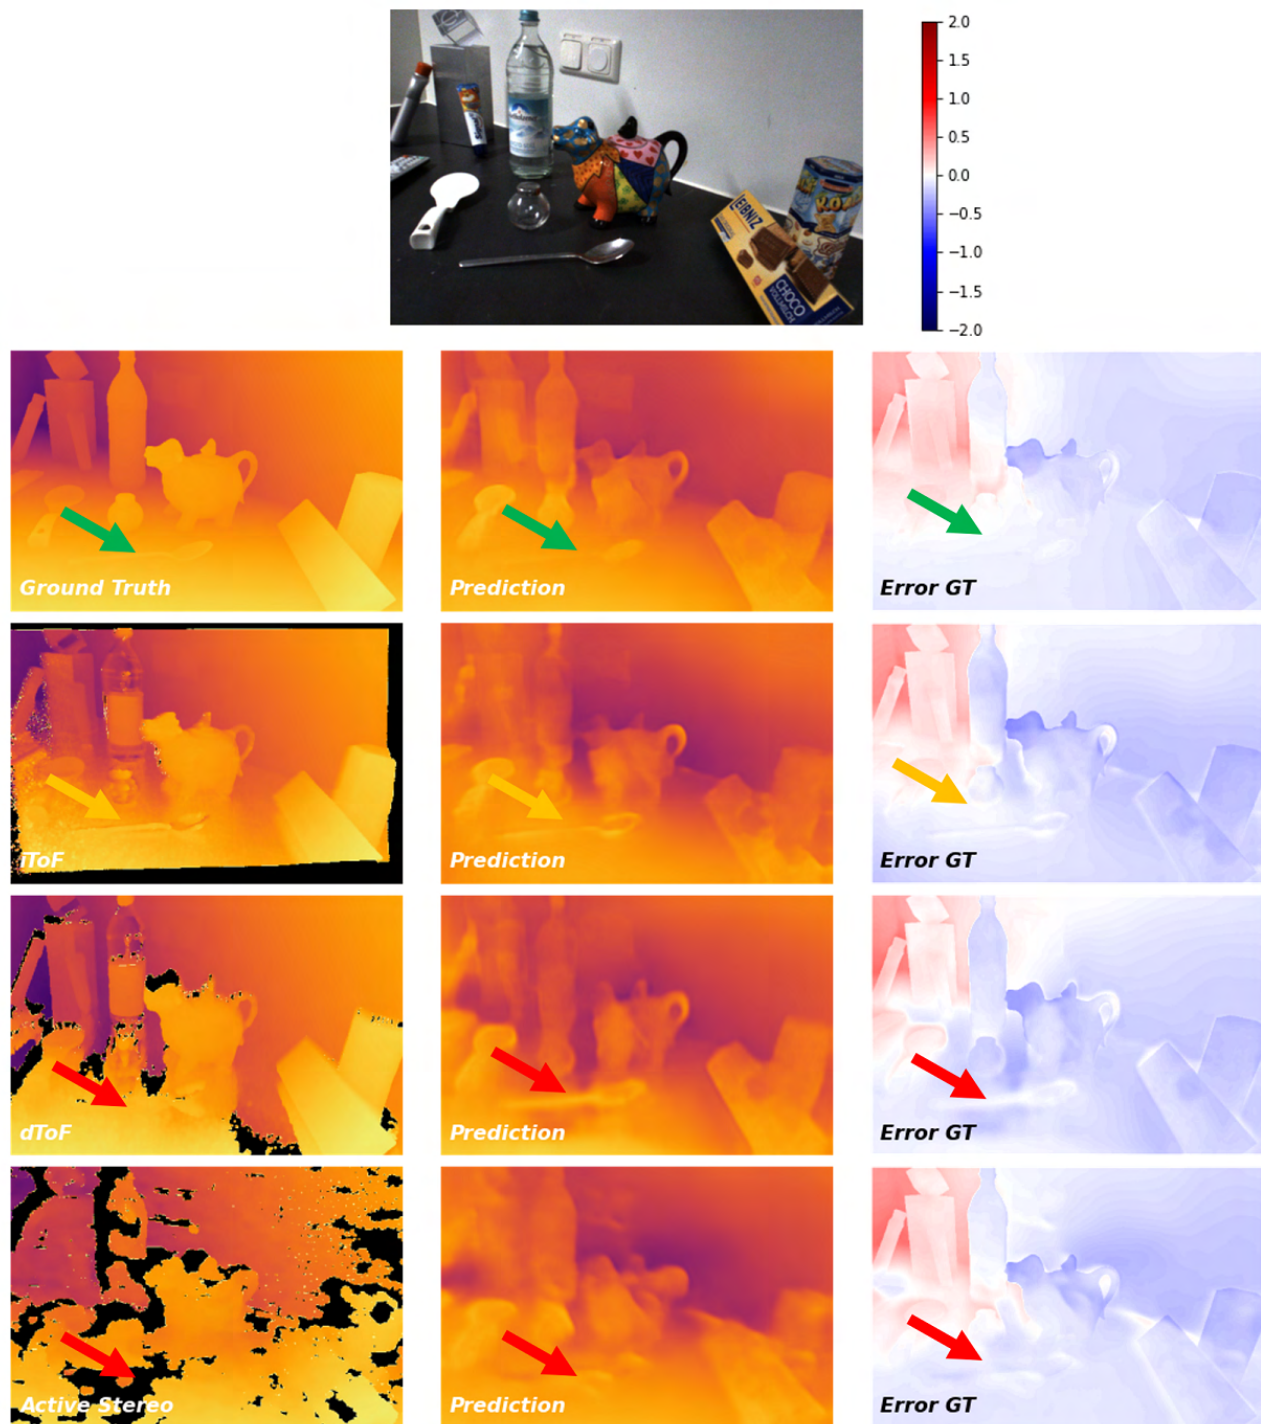 2.0
1.5
1.0
0.5
0.0
−0.5
−1.0
−1.5
−2.0
LEIBNIZ
CHOCO
VOLLMILCH
Ground Truth
Prediction
Error GT
iToF
Prediction
Error GT
dToF
Prediction
Error GT
Active Stereo
Prediction
Error GT